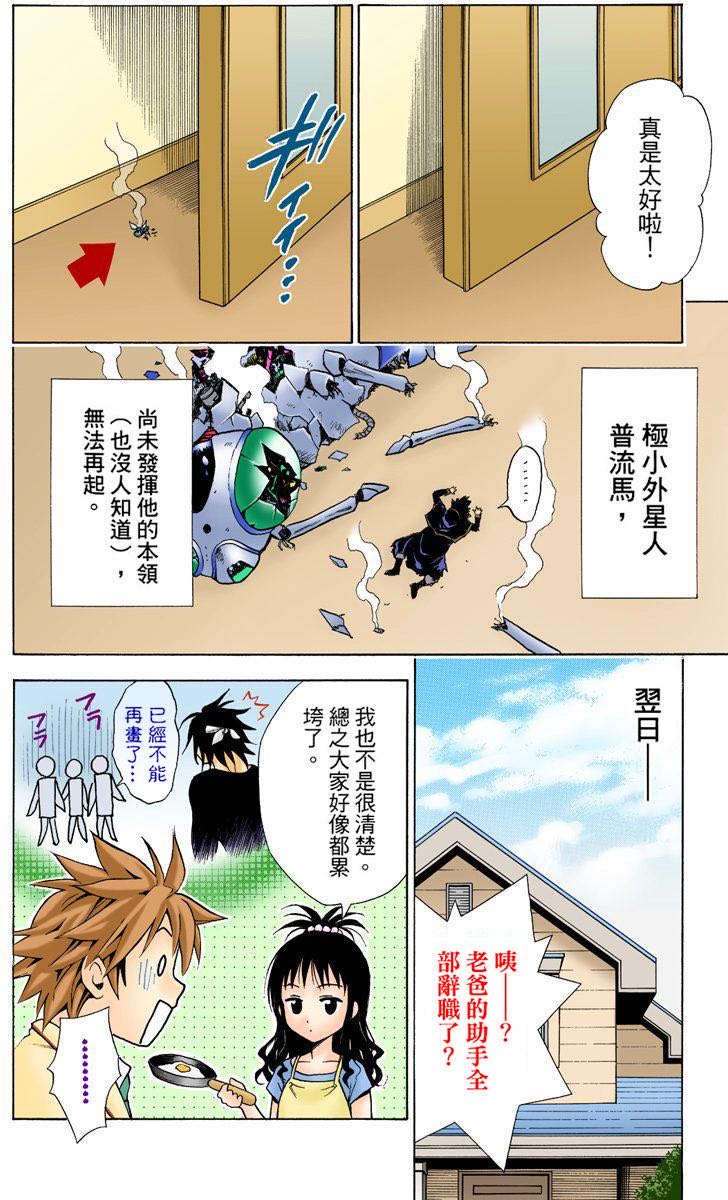 真是太好啦！
ギィイイ…
極小外星人
普流馬，
……
尚未發揮他的本領
（也沒人知道），
無法再起。
翌日——
咦——？
老爸的助手全
部辭職了？
我也不是很清楚。
總之大家好像都累
垮了。
已經不能
再畫了…
フラ
フラ
………